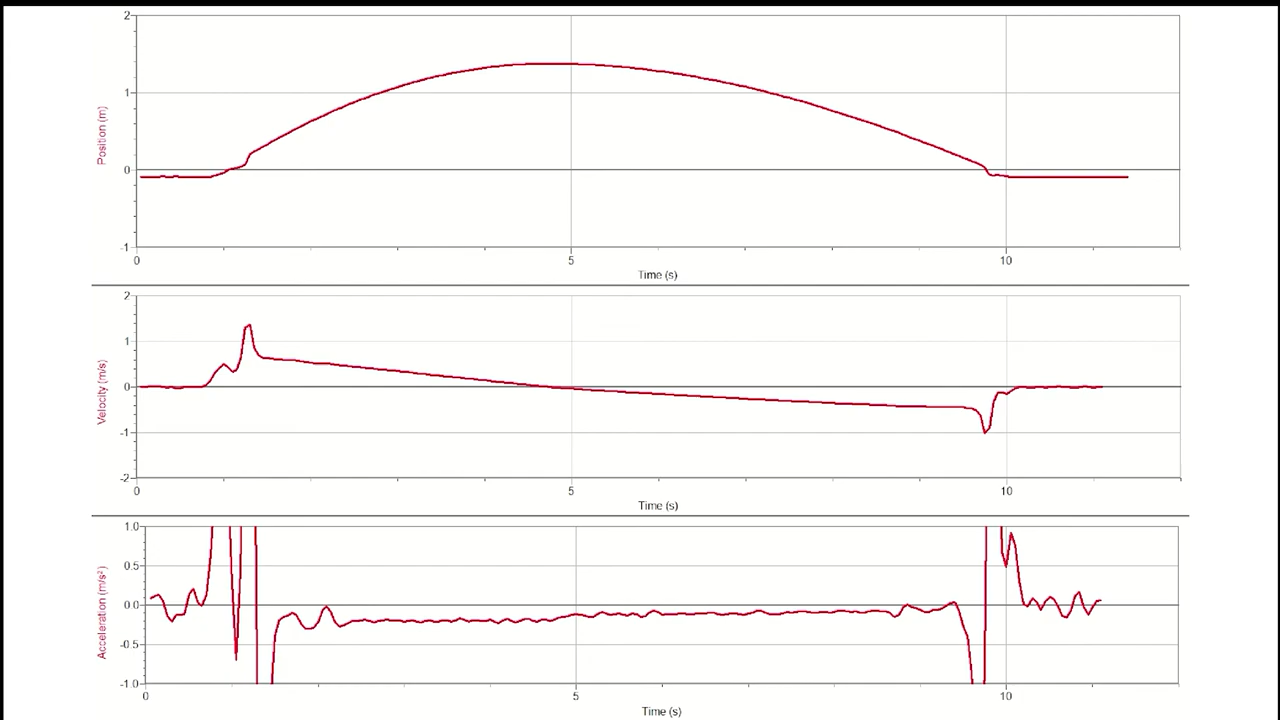 2
1
0
-1
Position (m)
0 5 10
Time (s)
2
1
0
-1
-2
Velocity (m/s)
0 5 10
Time (s)
1.0
0.5
0.0
-0.5
-1.0
Acceleration (m/s²)
0 5 10
Time (s)